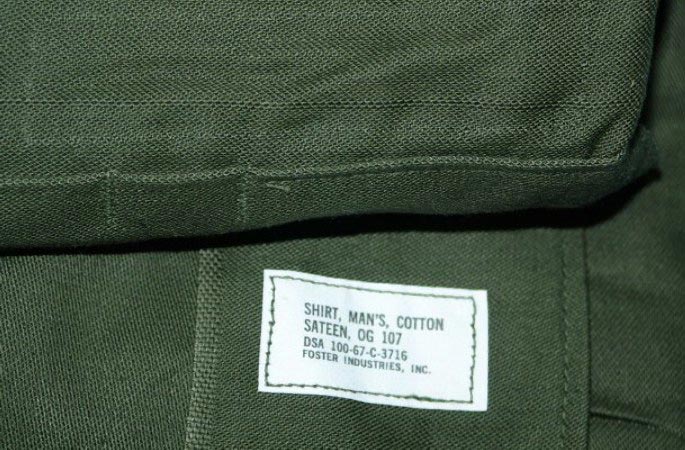 SHIRT, MAN'S, COTTON
SATEEN, OG 107
DSA 100-67-C-3716
FOSTER INDUSTRIES, INC.